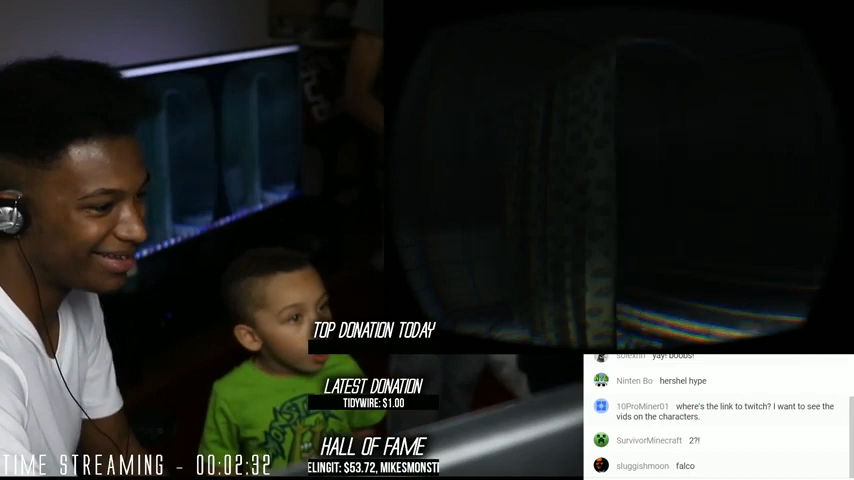 TOP DONATION TODAY
LATEST DONATION
TIDYWIRE: $1.00
HALL OF FAME
ELINGIT: $53.72, MIKESMONSTI
TIME STREAMING - 00:02:32
yay! boobs!
Ninten Bo hershel hype
10ProMiner01 where's the link to twitch? I want to see the
vids on the characters.
SurvivorMinecraft 2?!
sluggishmoon falco